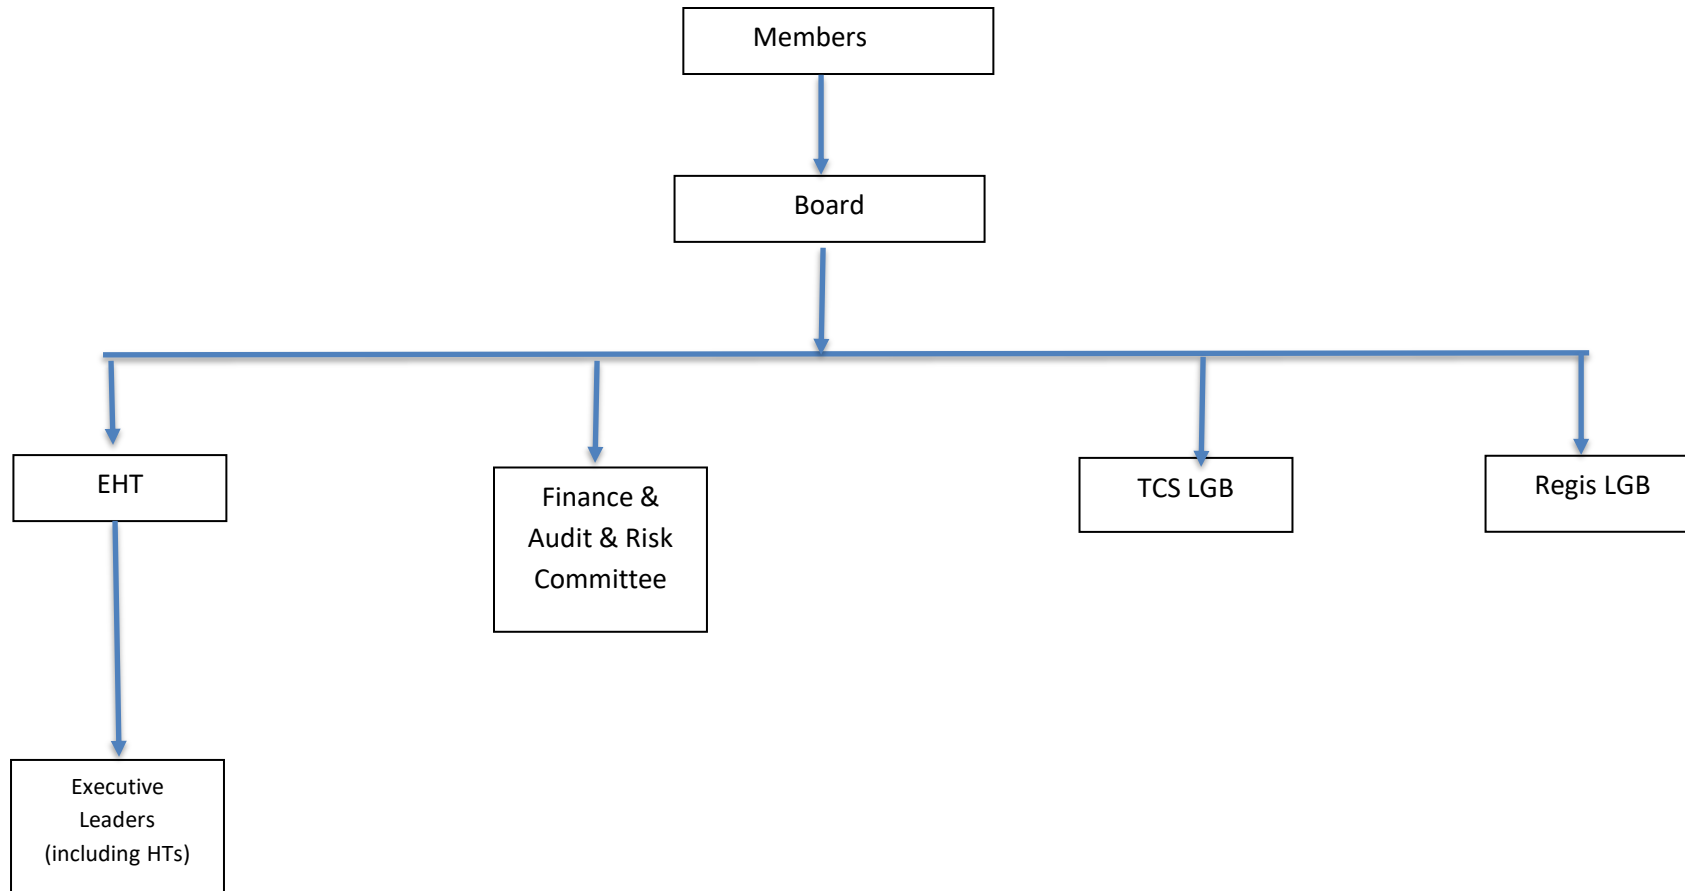 Members
Board
EHT
Finance &
Audit & Risk
Committee
TCS LGB
Regis LGB
Executive
Leaders
(including HTs)